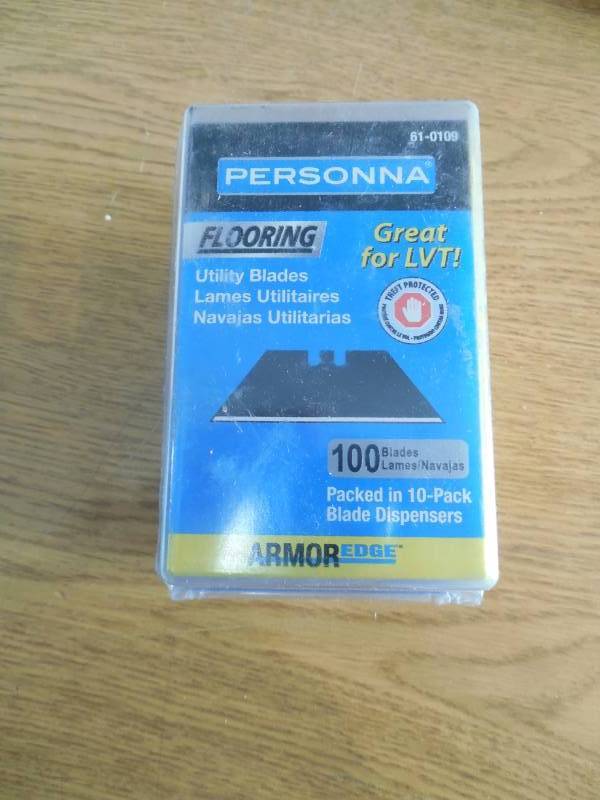 61-0109
PERSONNA®
FLOORING
Great
for LVT!
Utility Blades
Lames Utilitaires
Navajas Utilitarias
THEFT PROTECTED
100 Blades
Lames/Navajas
Packed in 10-Pack
Blade Dispensers
ARMOREDGE™